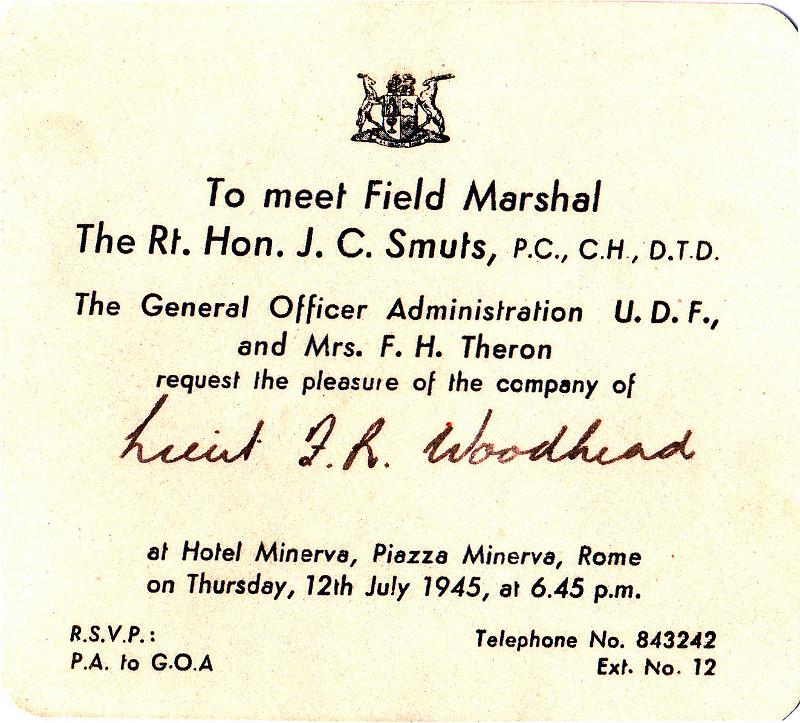 To meet Field Marshal
The Rt. Hon. J. C. Smuts, P.C., C.H., D.T.D.
The General Officer Administration U. D. F.,
and Mrs. F. H. Theron
request the pleasure of the company of
Lieut F. R. Woodhead
at Hotel Minerva, Piazza Minerva, Rome
on Thursday, 12th July 1945, at 6.45 p.m.
R.S.V.P.:
P.A. to G.O.A
Telephone No. 843242
Ext. No. 12